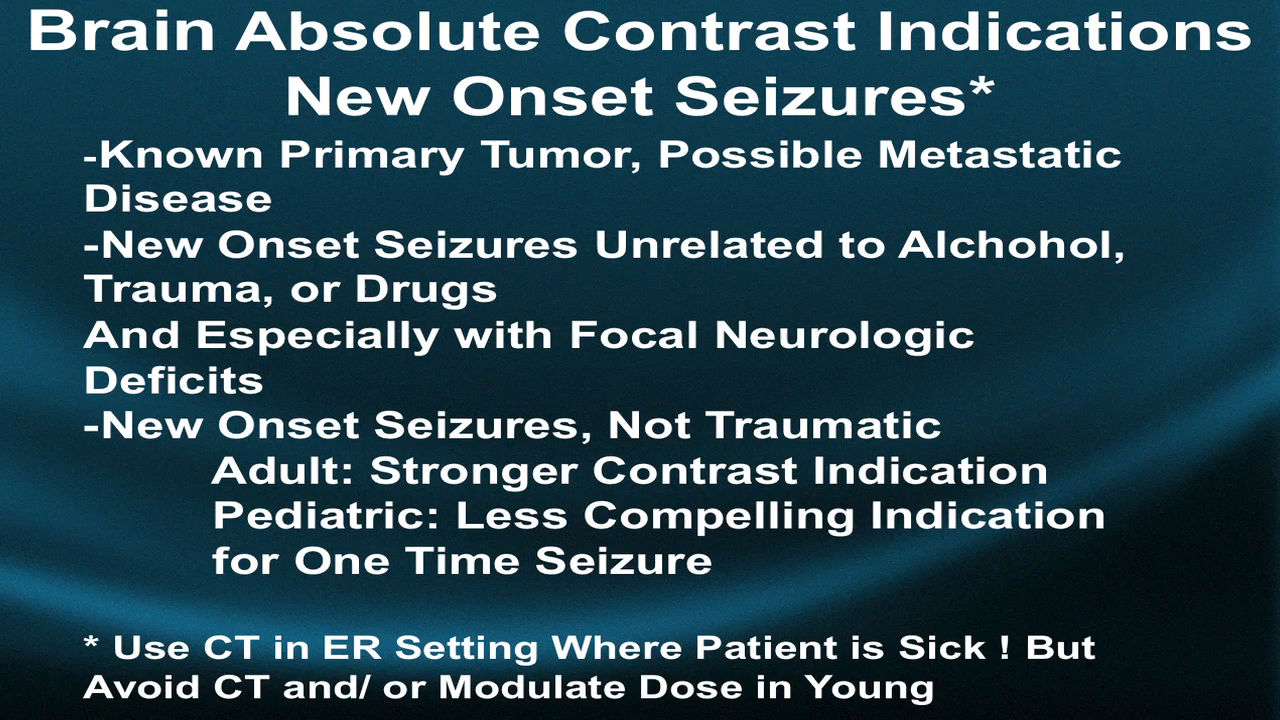 Brain Absolute Contrast Indications
New Onset Seizures*
-Known Primary Tumor, Possible Metastatic
Disease
-New Onset Seizures Unrelated to Alchohol,
Trauma, or Drugs
And Especially with Focal Neurologic
Deficits
-New Onset Seizures, Not Traumatic
Adult: Stronger Contrast Indication
Pediatric: Less Compelling Indication
for One Time Seizure
* Use CT in ER Setting Where Patient is Sick ! But
Avoid CT and/ or Modulate Dose in Young